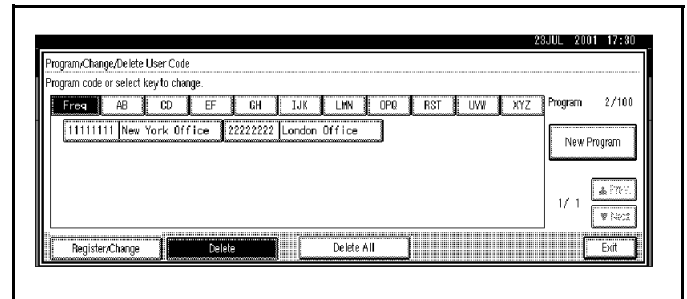 23JUL 2001 17:30
Program/Change/Delete User Code
Program code or select key to change.
Freq AB CD EF GH IJK LMN OPQ RST UVW XYZ Program 2/100
11111111 New York Office 22222222 London Office
New Program
1/ 1
Prev.
Next
Register/Change Delete Delete All Exit